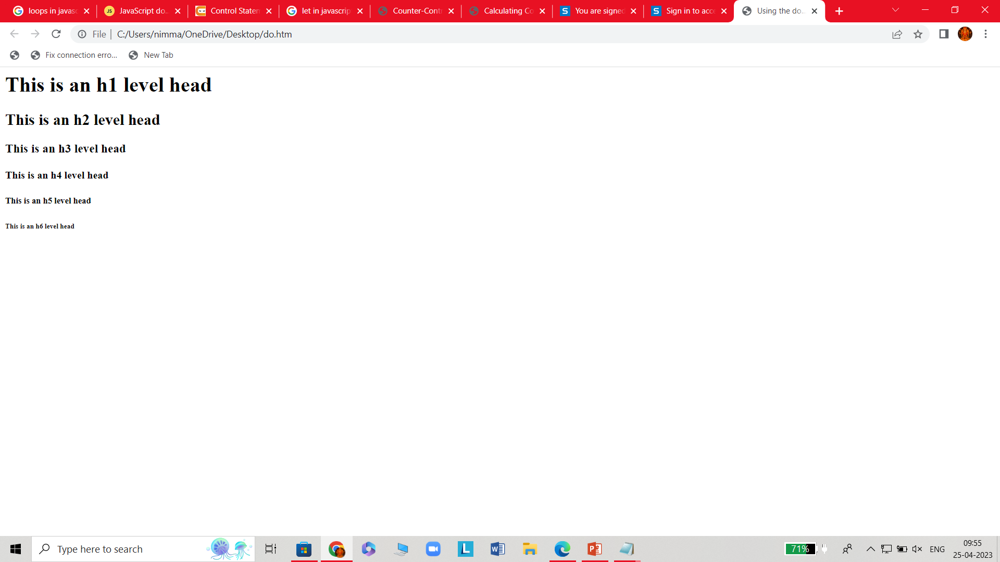 loops in javasc
JavaScript do...
Control Statem
let in javascrip
Counter-Contr
Calculating Co
You are signed
Sign in to acce
Using the do...
File | C:/Users/nimma/OneDrive/Desktop/do.htm
Fix connection erro...
New Tab
This is an h1 level head
This is an h2 level head
This is an h3 level head
This is an h4 level head
This is an h5 level head
This is an h6 level head
Type here to search
71%
ENG
09:55
25-04-2023